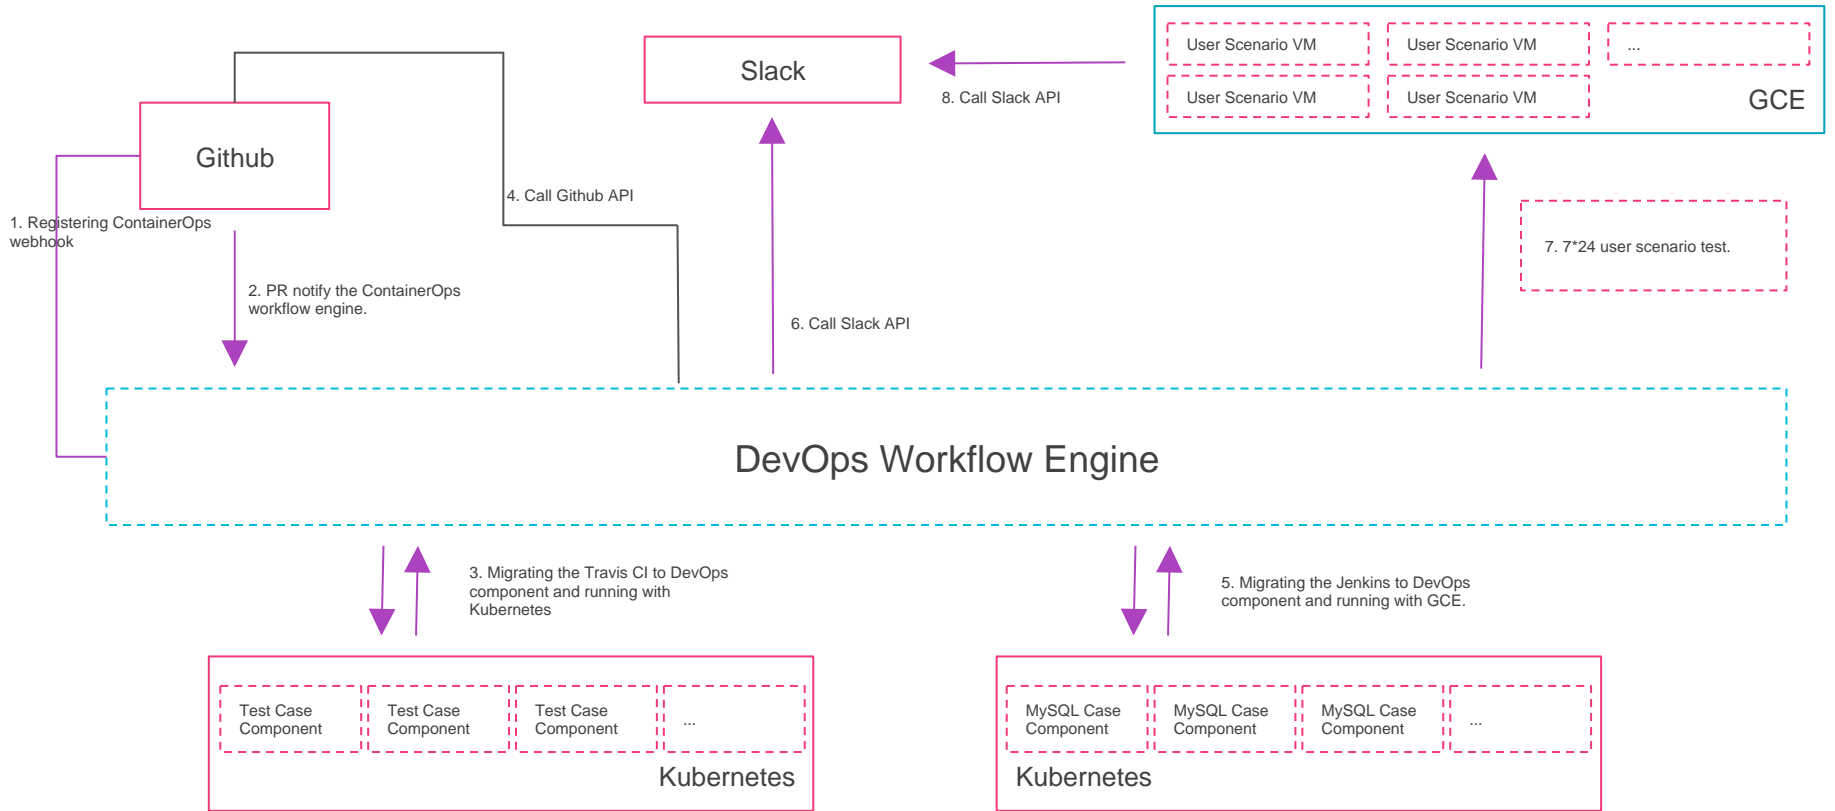 User Scenario VM
User Scenario VM
...
User Scenario VM
User Scenario VM
GCE
Slack
8. Call Slack API
Github
4. Call Github API
1. Registering ContainerOps
webhook
7. 7*24 user scenario test.
2. PR notify the ContainerOps
workflow engine.
6. Call Slack API
DevOps Workflow Engine
3. Migrating the Travis CI to DevOps
component and running with
Kubernetes
5. Migrating the Jenkins to DevOps
component and running with GCE.
Test Case
Component
Test Case
Component
Test Case
Component
...
Kubernetes
MySQL Case
Component
MySQL Case
Component
MySQL Case
Component
...
Kubernetes